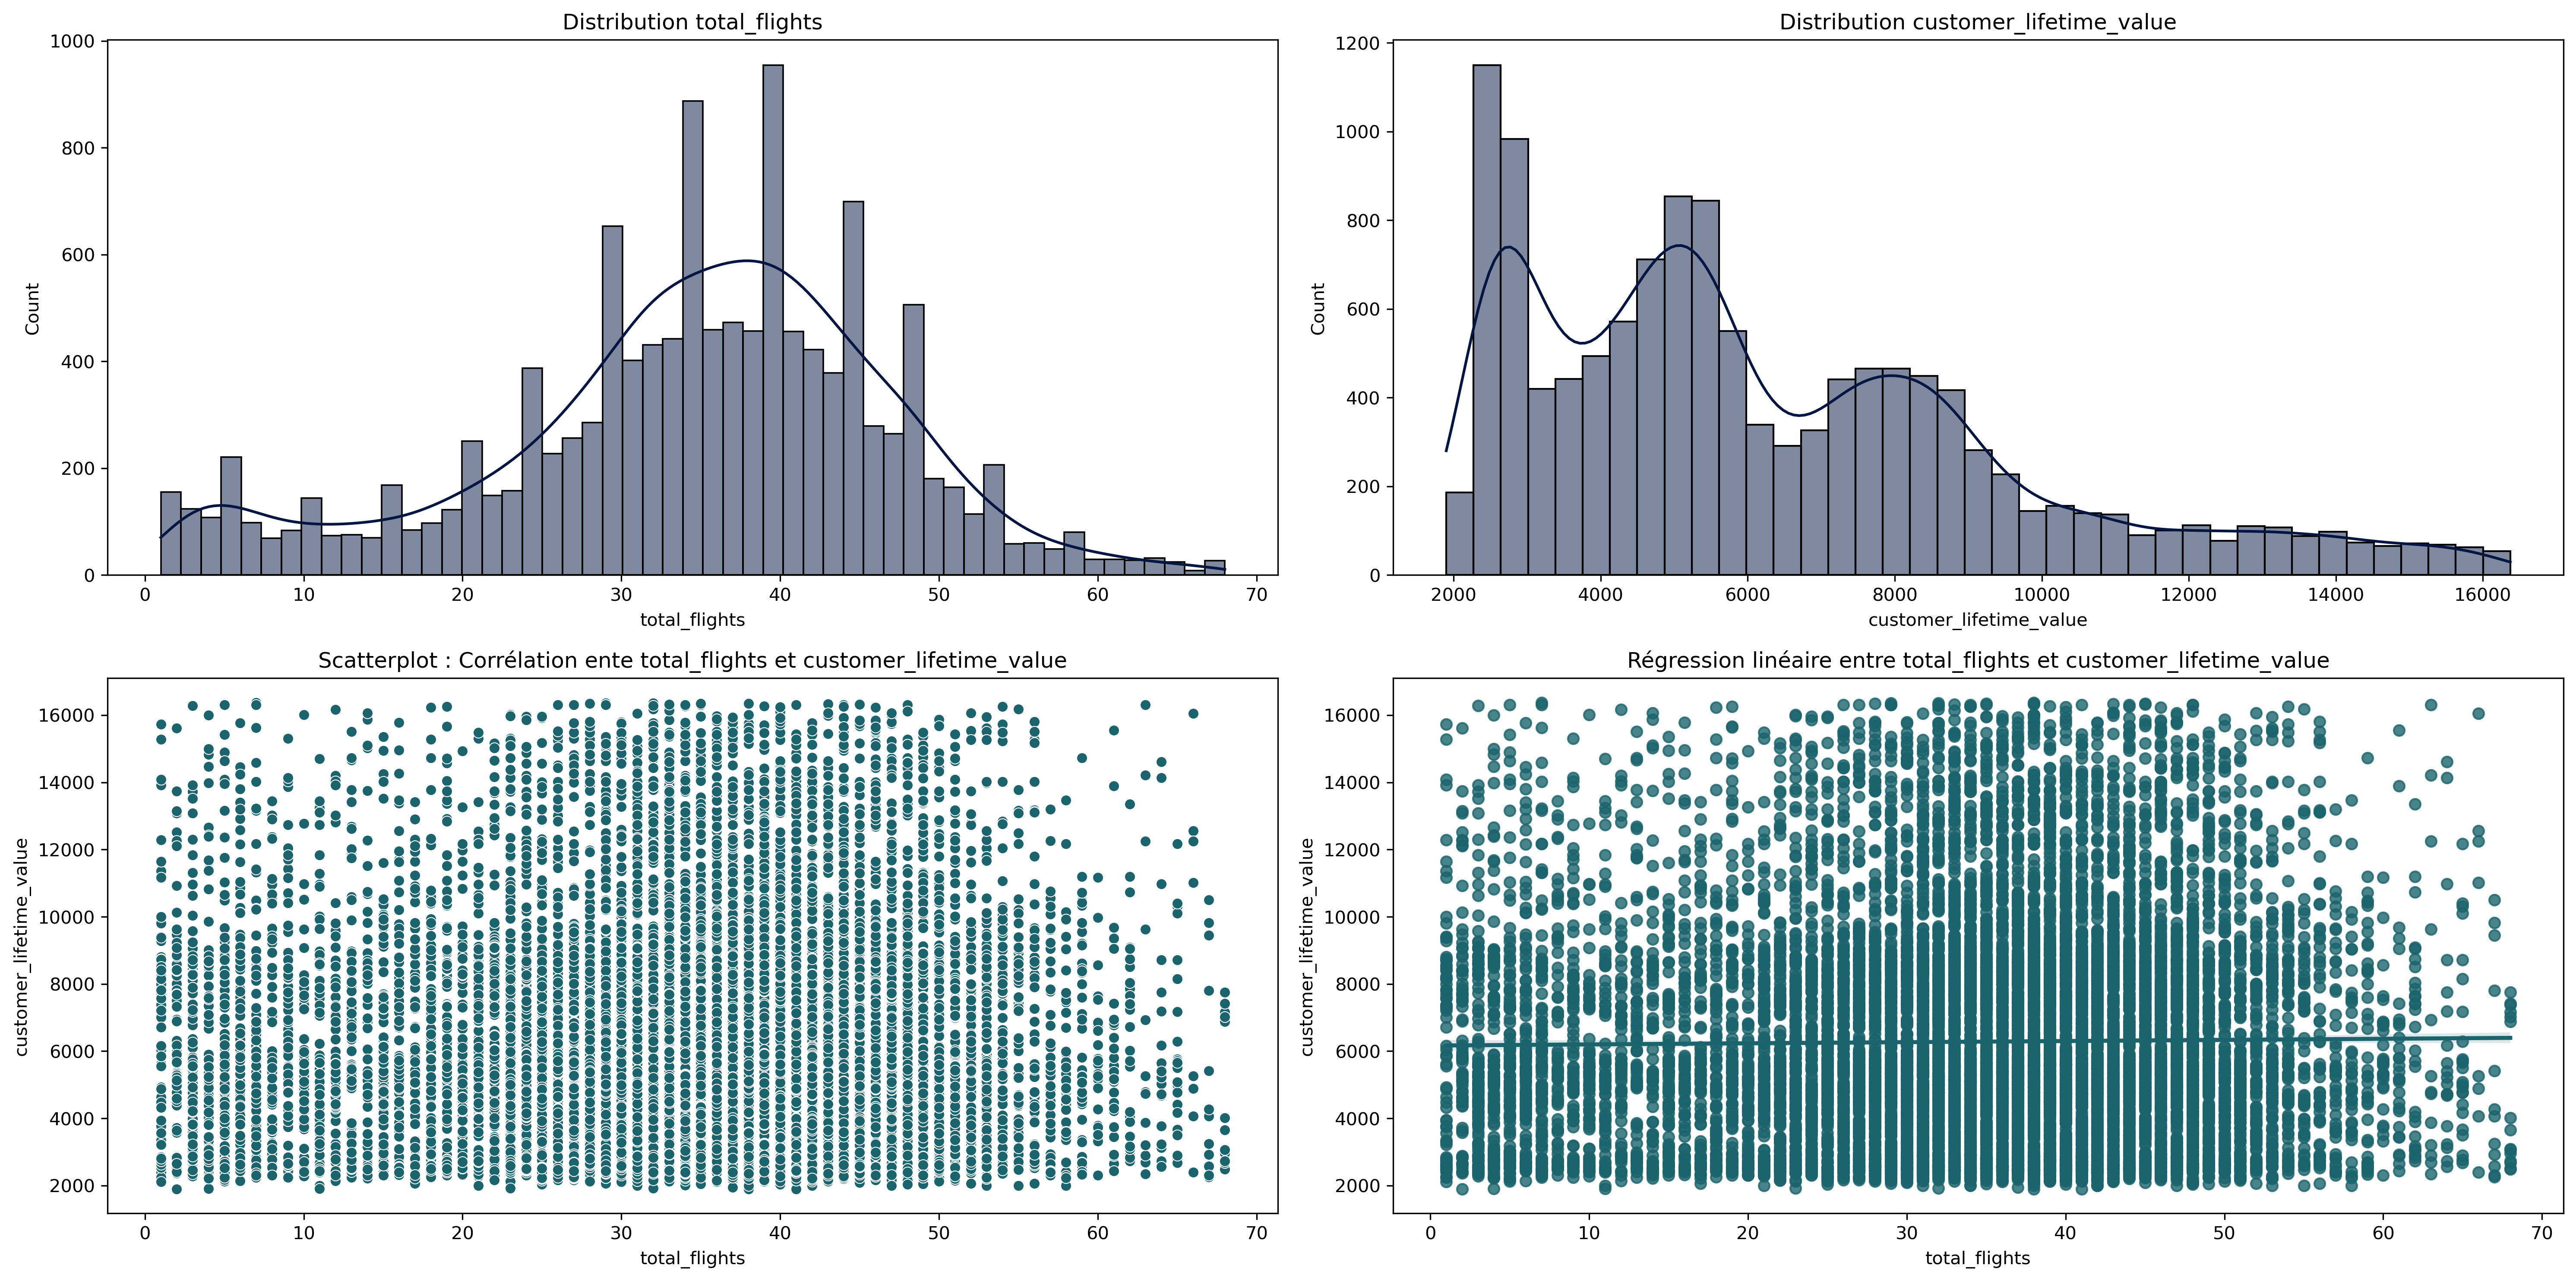 Distribution total_flights
Count
1000
800
600
400
200
0
0 10 20 30 40 50 60 70
total_flights
Distribution customer_lifetime_value
Count
1200
1000
800
600
400
200
0
2000 4000 6000 8000 10000 12000 14000 16000
customer_lifetime_value
Scatterplot : Corrélation ente total_flights et customer_lifetime_value
customer_lifetime_value
16000
14000
12000
10000
8000
6000
4000
2000
0 10 20 30 40 50 60 70
total_flights
Régression linéaire entre total_flights et customer_lifetime_value
customer_lifetime_value
16000
14000
12000
10000
8000
6000
4000
2000
0 10 20 30 40 50 60 70
total_flights